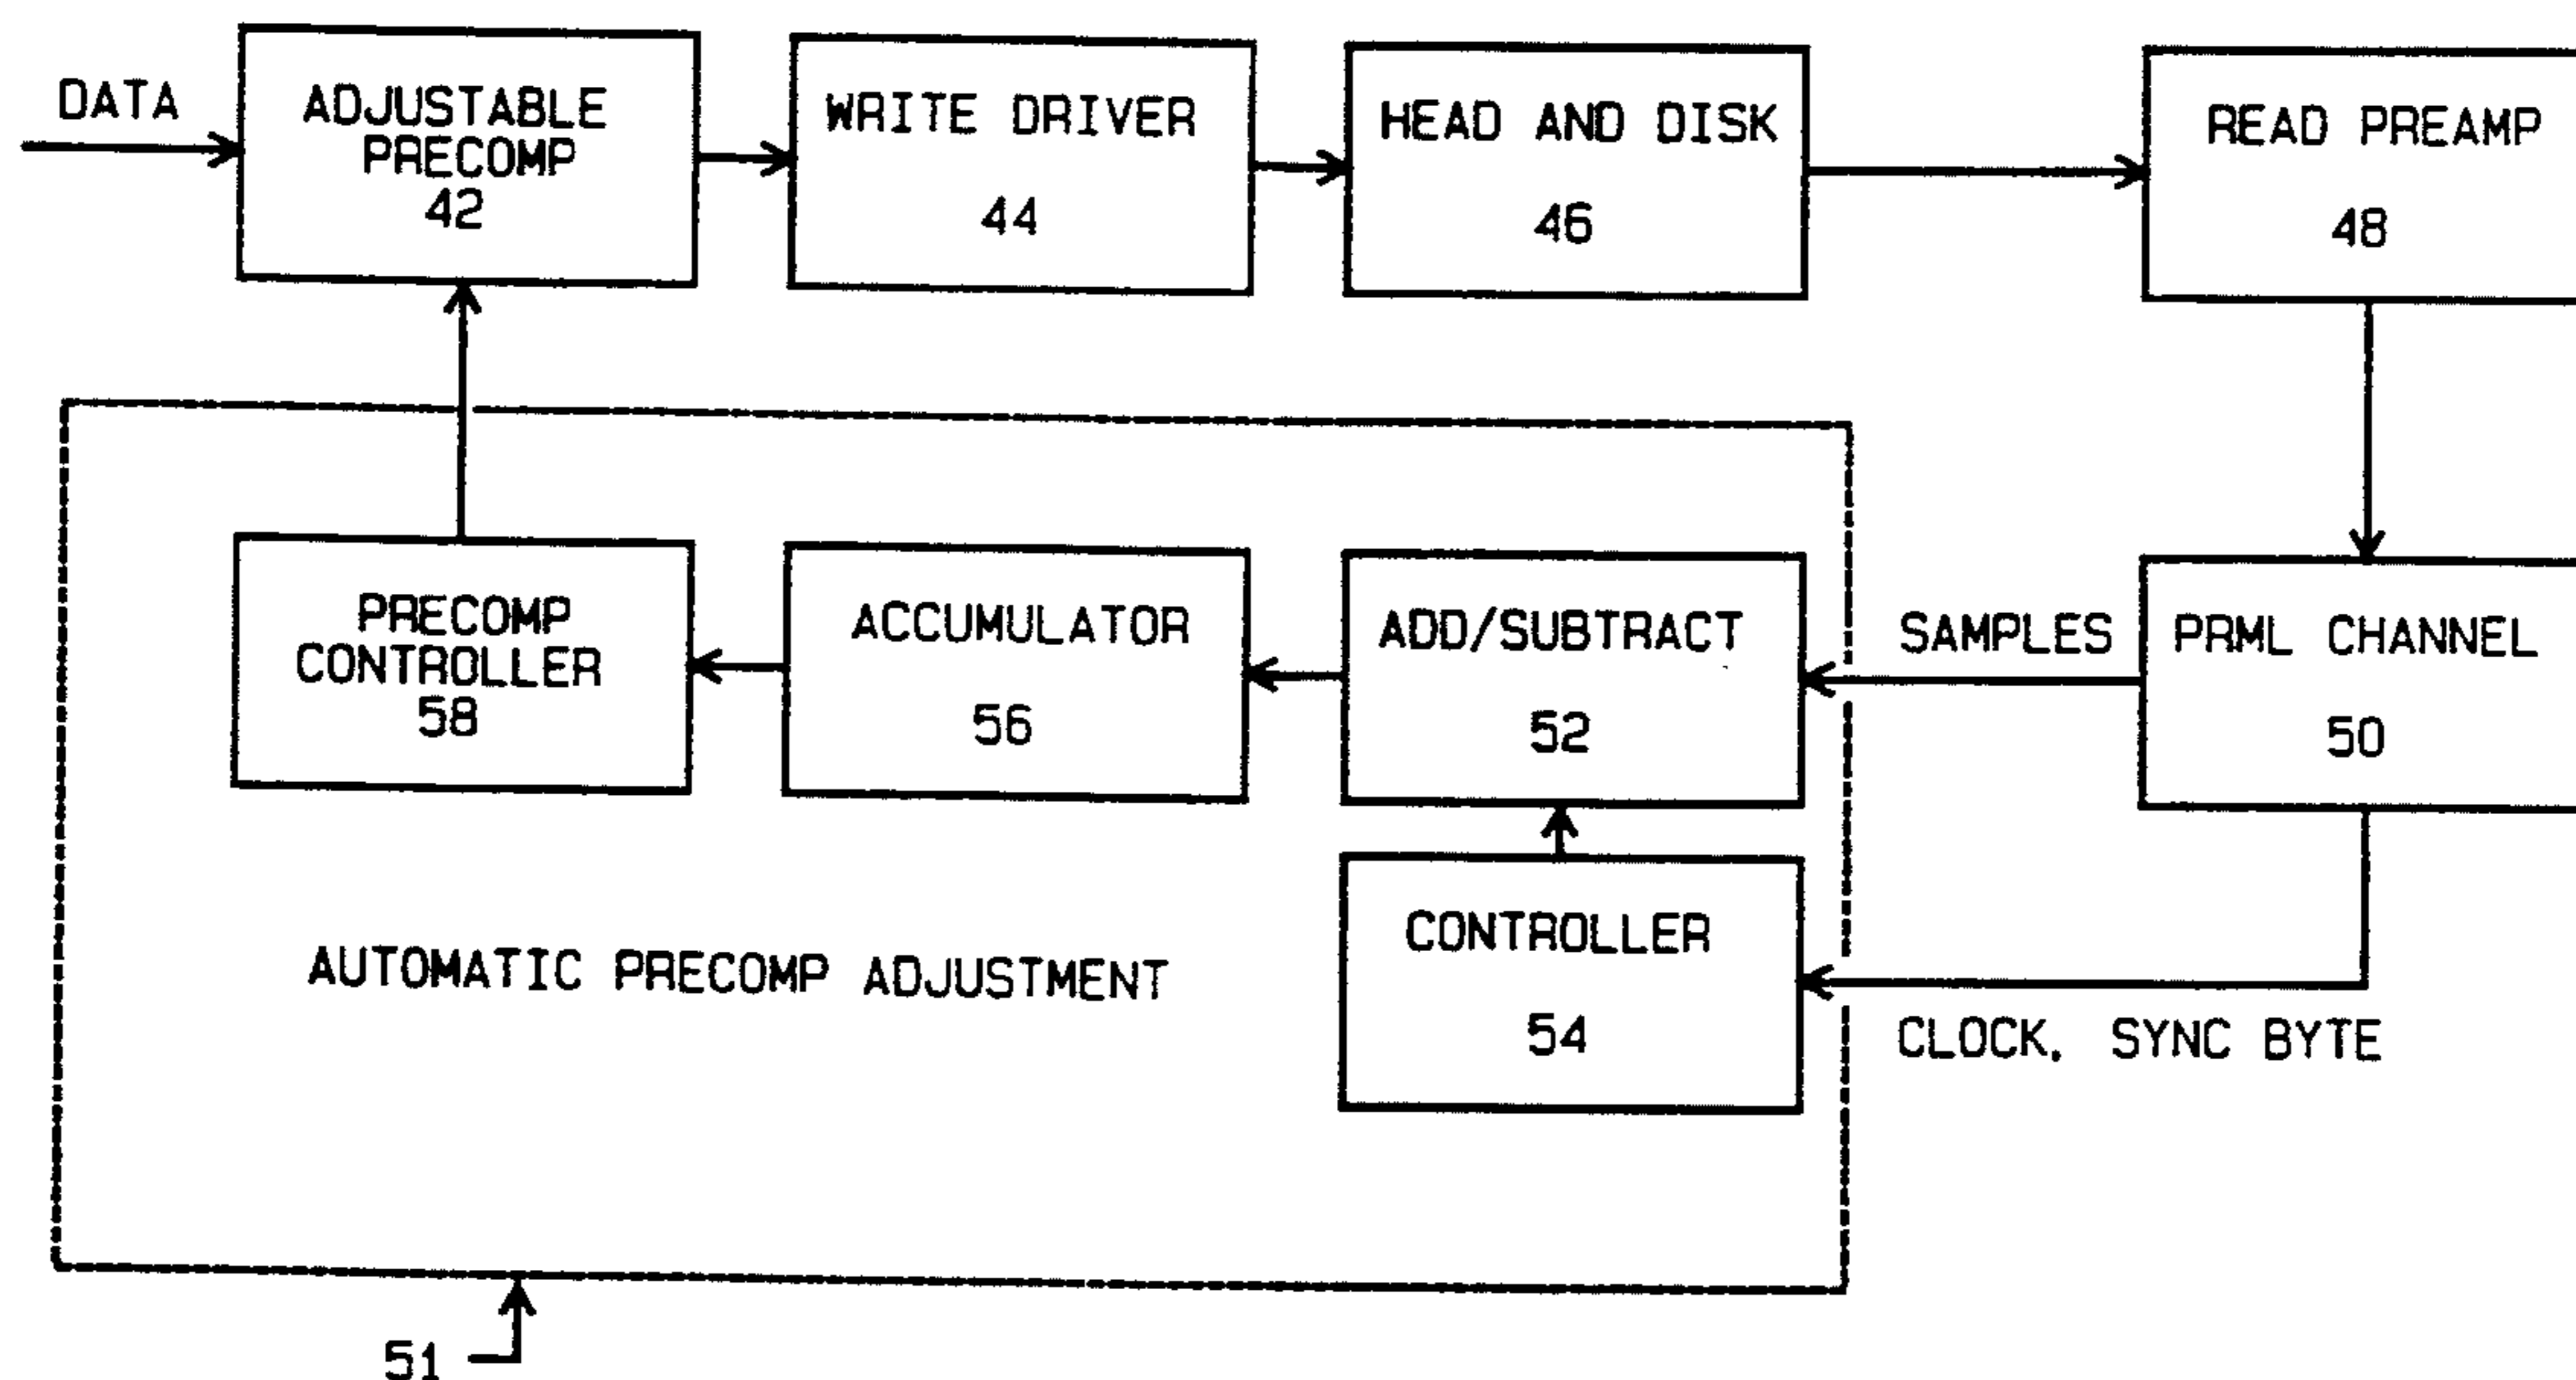 DATA
ADJUSTABLE
PRECOMP
42
WRITE DRIVER
44
HEAD AND DISK
46
READ PREAMP
48
PRECOMP
CONTROLLER
58
ACCUMULATOR
56
ADD/SUBTRACT
52
SAMPLES
PRML CHANNEL
50
CONTROLLER
54
AUTOMATIC PRECOMP ADJUSTMENT
CLOCK, SYNC BYTE
51